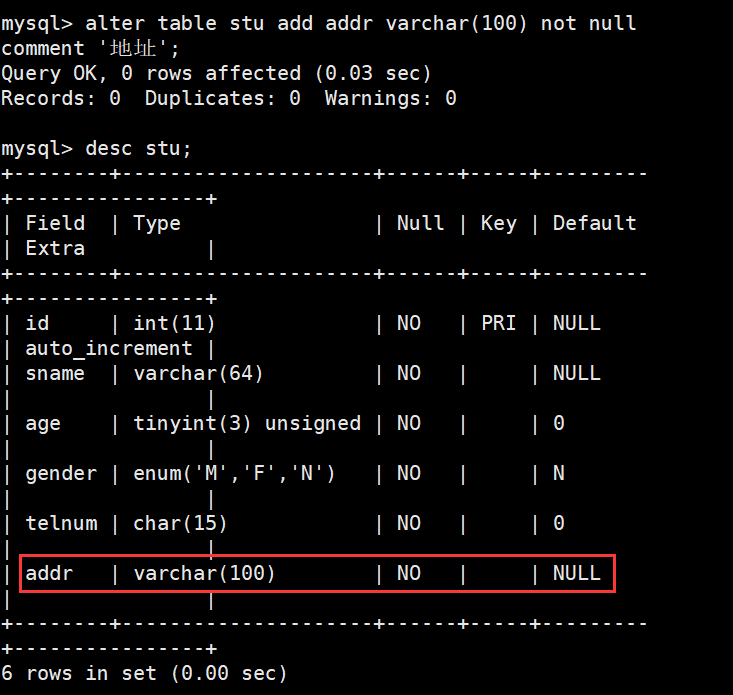 mysql> alter table stu add addr varchar(100) not null
comment '地址';
Query OK, 0 rows affected (0.03 sec)
Records: 0  Duplicates: 0  Warnings: 0

mysql> desc stu;
+--------+---------------------+------+-----+---------
+----------------+
| Field  | Type                | Null | Key | Default
| Extra          |
+--------+---------------------+------+-----+---------
+----------------+
| id     | int(11)             | NO   | PRI | NULL
| auto_increment |
| sname  | varchar(64)         | NO   |     | NULL
|                |
| age    | tinyint(3) unsigned | NO   |     | 0
|                |
| gender | enum('M','F','N')   | NO   |     | N
|                |
| telnum | char(15)            | NO   |     | 0
|                |
| addr   | varchar(100)        | NO   |     | NULL
|                |
+--------+---------------------+------+-----+---------
+----------------+
6 rows in set (0.00 sec)